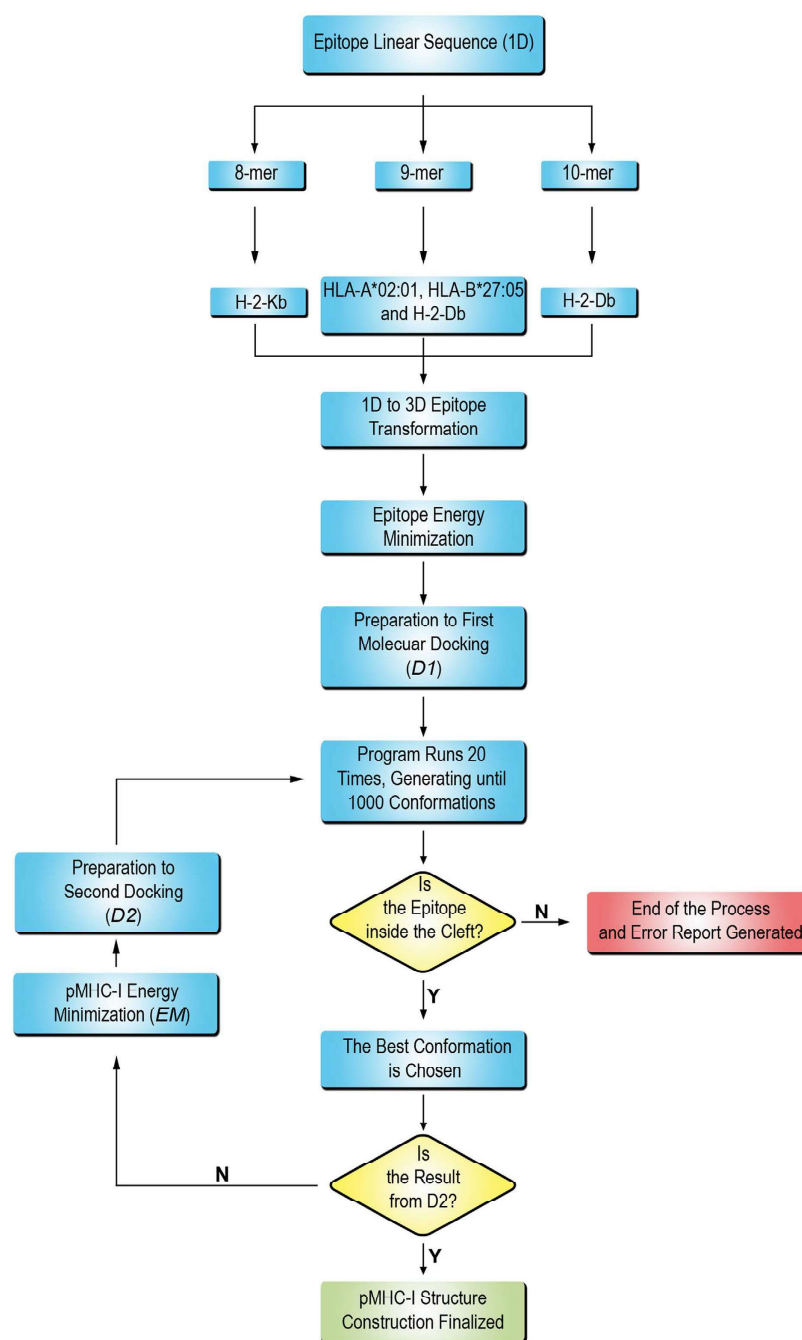 Epitope Linear Sequence (1D)
8-mer
9-mer
10-mer
H-2-Kb
HLA-A*02:01, HLA-B*27:05
and H-2-Db
H-2-Db
1D to 3D Epitope
Transformation
Epitope Energy
Minimization
Preparation to First
Molecuar Docking
(D1)
Program Runs 20
Times, Generating until
1000 Conformations
Preparation to
Second Docking
(D2)
Is
the Epitope
inside the Cleft?
N
End of the Process
and Error Report Generated
pMHC-I Energy
Minimization (EM)
Y
The Best Conformation
is Chosen
N
Is
the Result
from D2?
Y
pMHC-I Structure
Construction Finalized